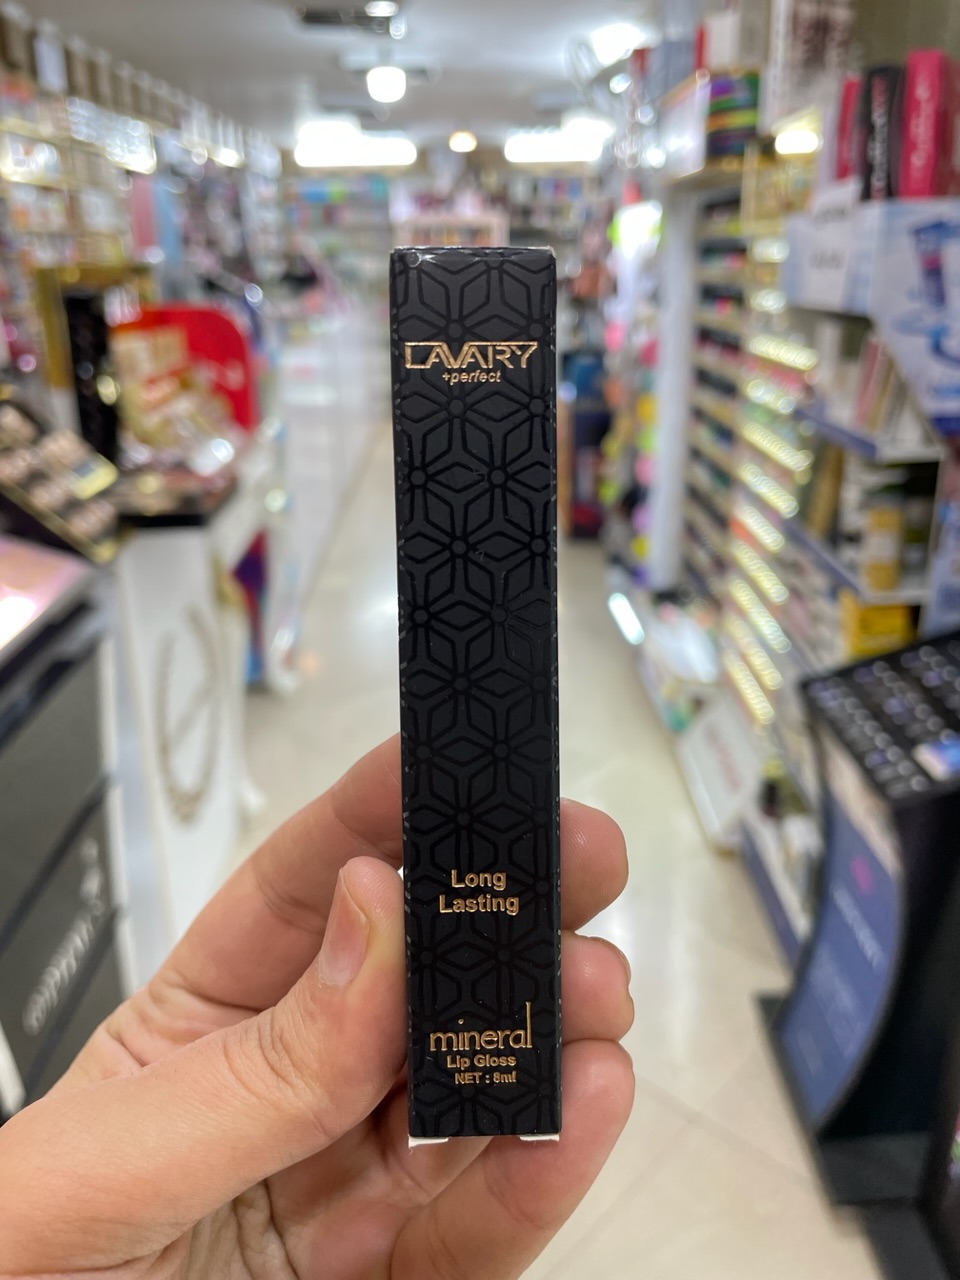 LAVARY
+perfect
Long
Lasting
mineral
Lip Gloss
NET : 8ml